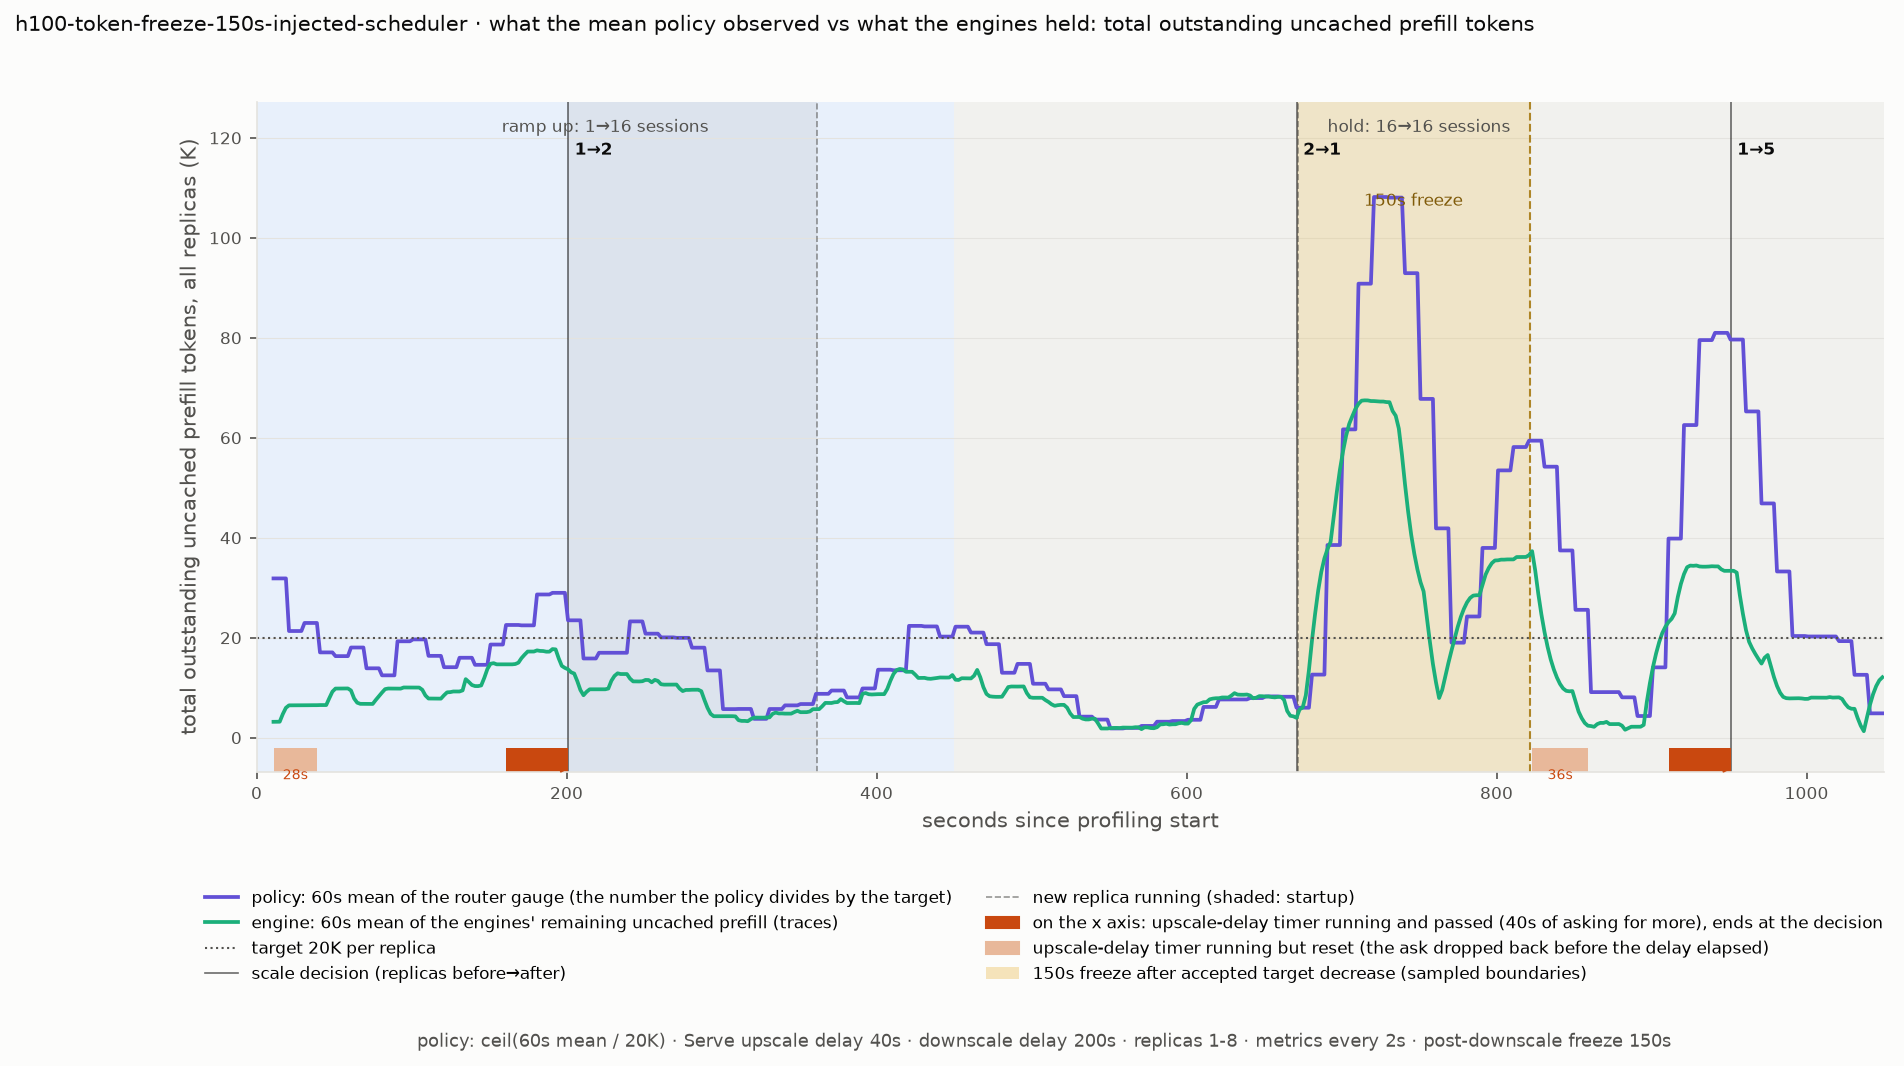 h100-token-freeze-150s-injected-scheduler · what the mean policy observed vs what the engines held: total outstanding uncached prefill tokens
total outstanding uncached prefill tokens, all replicas (K)
120
100
80
60
40
20
0
ramp up: 1→16 sessions
hold: 16→16 sessions
1→2
2→1
1→5
150s freeze
28s
36s
0
200
400
600
800
1000
seconds since profiling start
policy: 60s mean of the router gauge (the number the policy divides by the target)
engine: 60s mean of the engines' remaining uncached prefill (traces)
target 20K per replica
scale decision (replicas before→after)
new replica running (shaded: startup)
on the x axis: upscale-delay timer running and passed (40s of asking for more), ends at the decision
upscale-delay timer running but reset (the ask dropped back before the delay elapsed)
150s freeze after accepted target decrease (sampled boundaries)
policy: ceil(60s mean / 20K) · Serve upscale delay 40s · downscale delay 200s · replicas 1-8 · metrics every 2s · post-downscale freeze 150s